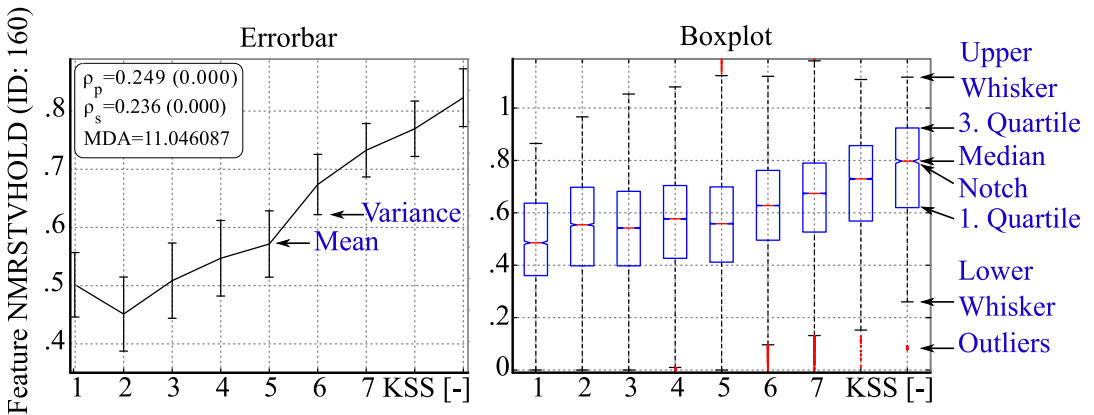 Errorbar
Feature NMRSTVHOLD (ID: 160)
ρp=0.249 (0.000)
ρs=0.236 (0.000)
MDA=11.046087
.8
.7
.6
.5
.4
Variance
Mean
1 2 3 4 5 6 7 KSS [-]
Boxplot
1
.8
.6
.4
.2
0
1 2 3 4 5 6 7 KSS [-]
Upper
Whisker
3. Quartile
Median
Notch
1. Quartile
Lower
Whisker
Outliers